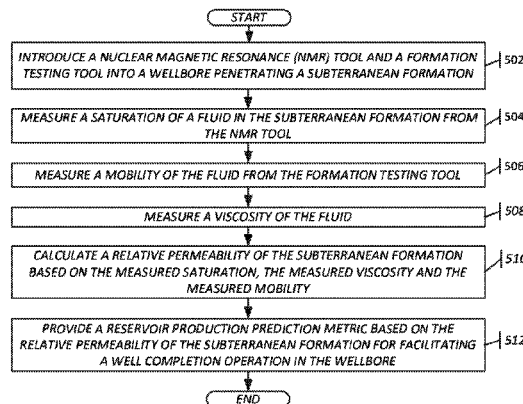 START
INTRODUCE A NUCLEAR MAGNETIC RESONANCE (NMR) TOOL AND A FORMATION
TESTING TOOL INTO A WELLBORE PENETRATING A SUBTERRANEAN FORMATION
502
MEASURE A SATURATION OF A FLUID IN THE SUBTERRANEAN FORMATION FROM
THE NMR TOOL
504
MEASURE A MOBILITY OF THE FLUID FROM THE FORMATION TESTING TOOL
506
MEASURE A VISCOSITY OF THE FLUID
508
CALCULATE A RELATIVE PERMEABILITY OF THE SUBTERRANEAN FORMATION
BASED ON THE MEASURED SATURATION, THE MEASURED VISCOSITY AND THE
MEASURED MOBILITY
510
PROVIDE A RESERVOIR PRODUCTION PREDICTION METRIC BASED ON THE
RELATIVE PERMEABILITY OF THE SUBTERRANEAN FORMATION FOR FACILITATING
A WELL COMPLETION OPERATION IN THE WELLBORE
512
END